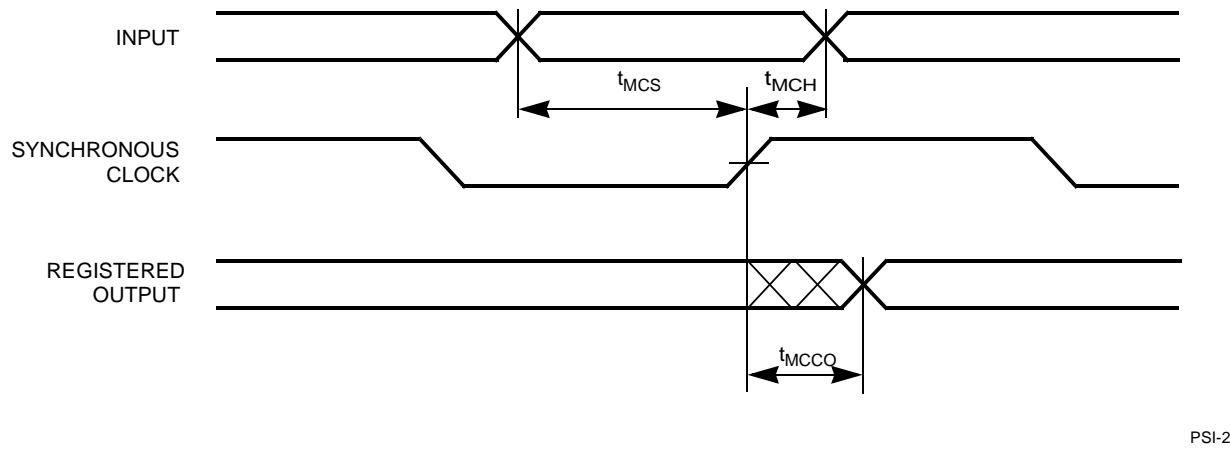 INPUT
tMCS
tMCH
SYNCHRONOUS
CLOCK
REGISTERED
OUTPUT
tMCCO
PSI-2